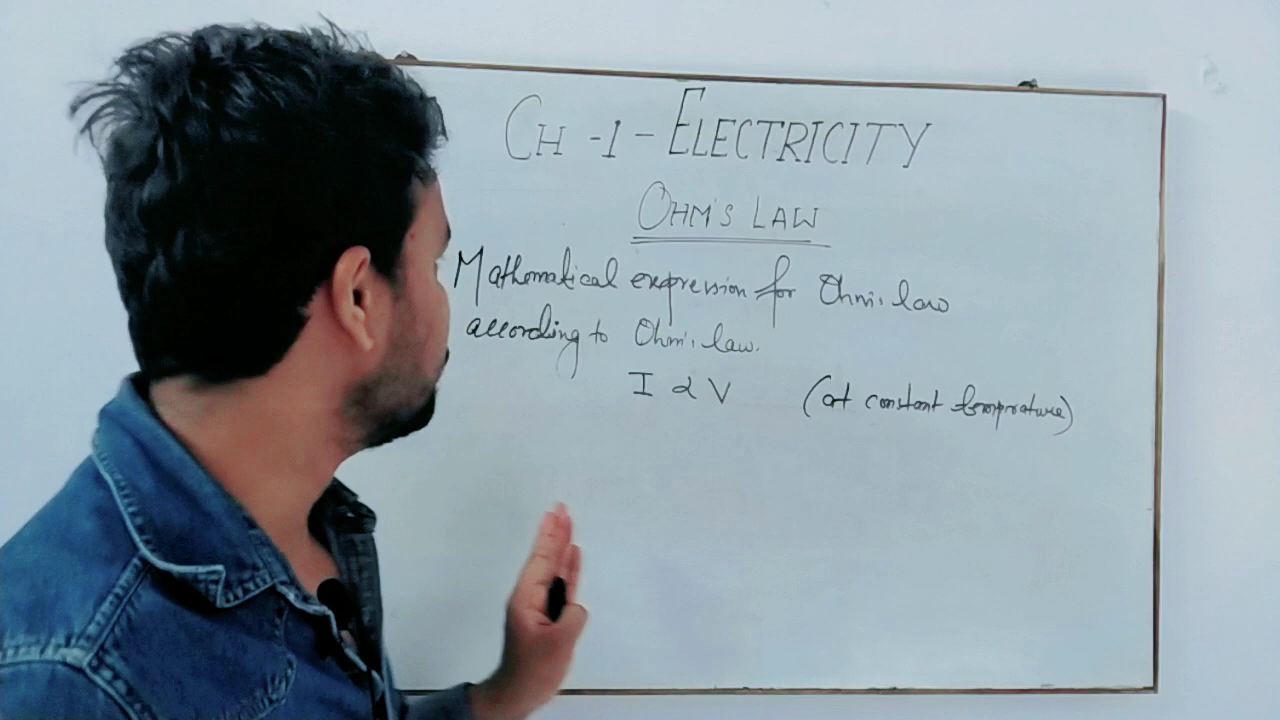 CH -1- ELECTRICITY
OHM'S LAW
Mathematical expression for Ohm's law
according to Ohm's law.
I α V (at constant temprature)